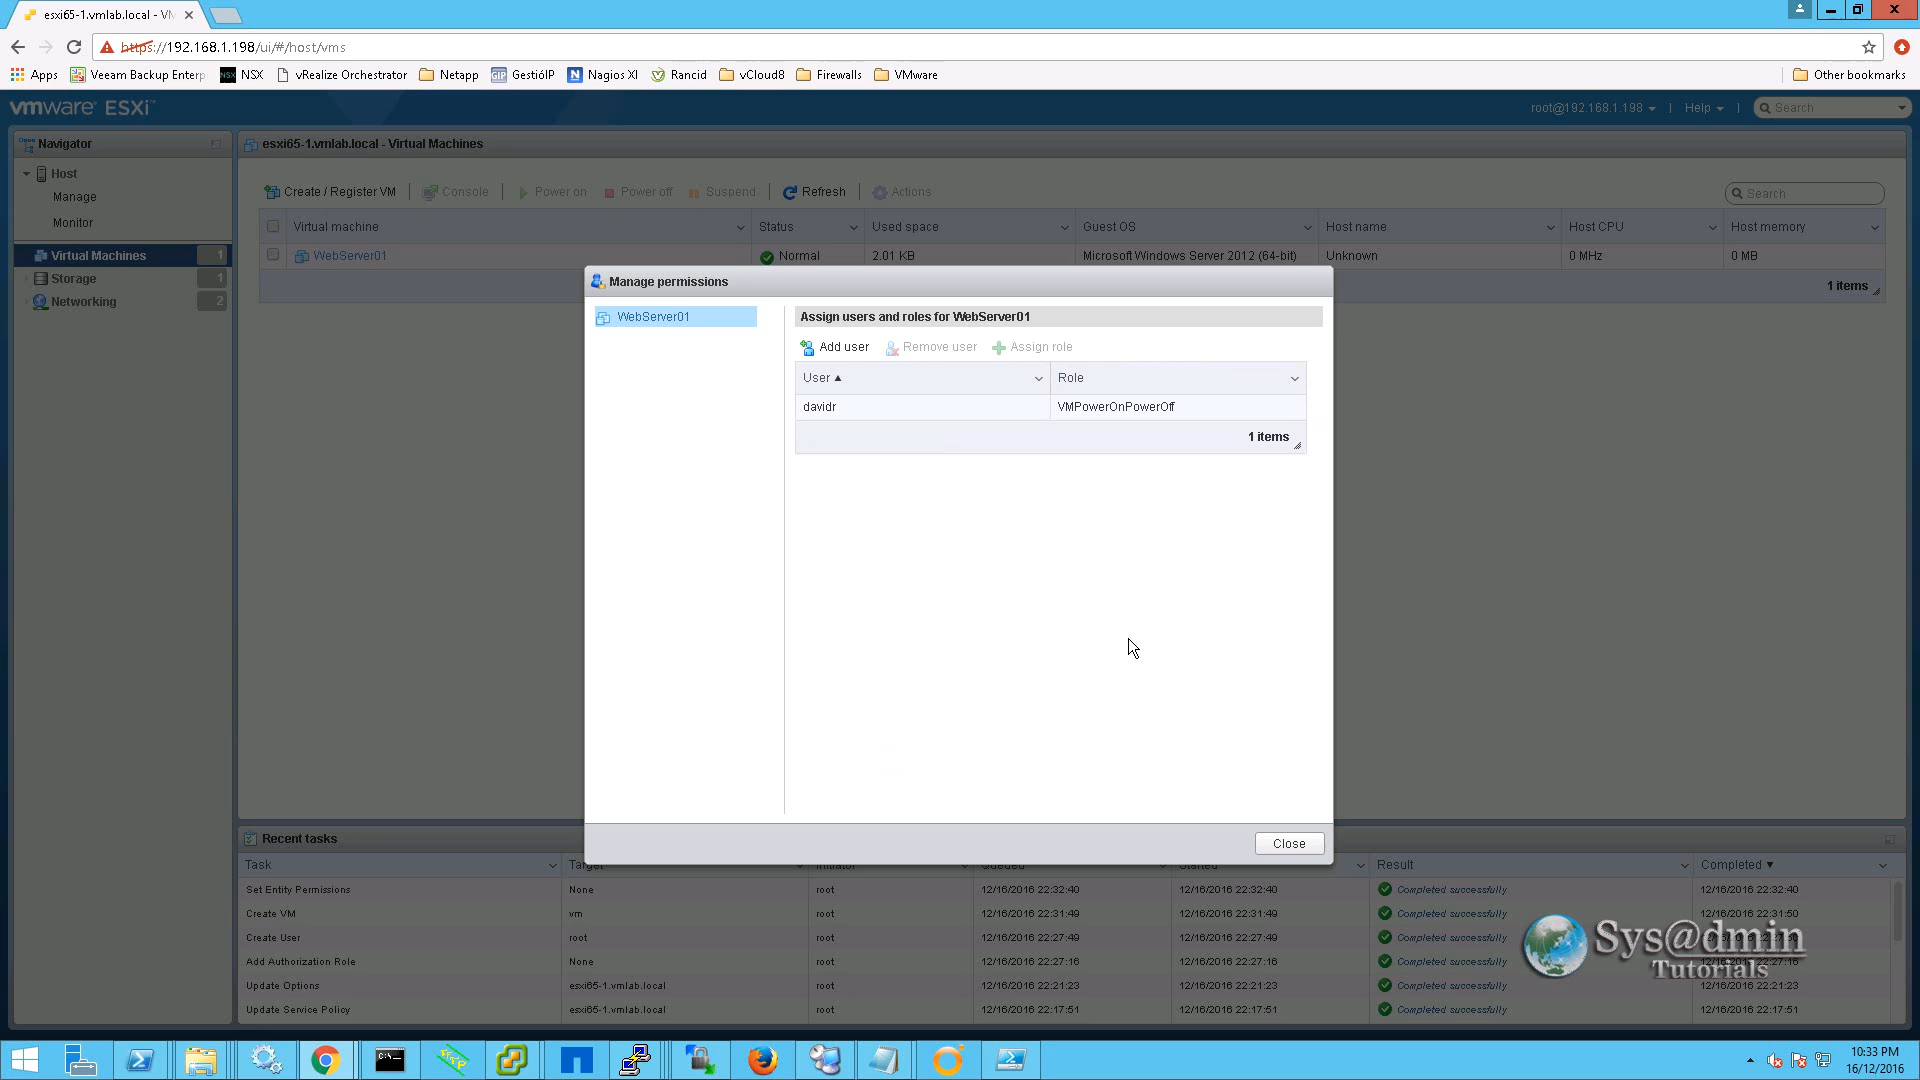 esxi65-1.vmlab.local - VM
https://192.168.1.198/ui/#/host/vms
Apps Veeam Backup Enterp NSX vRealize Orchestrator Netapp GestióIP Nagios XI Rancid vCloud8 Firewalls VMware Other bookmarks
vmware ESXi root@192.168.1.198 | Help | Search
Navigator
Host
Manage
Monitor
Virtual Machines 1
Storage 1
Networking 2
esxi65-1.vmlab.local - Virtual Machines
Create / Register VM Console Power on Power off Suspend Refresh Actions Search
Virtual machine Status Used space Guest OS Host name Host CPU Host memory
WebServer01 Normal 2.01 KB Microsoft Windows Server 2012 (64-bit) Unknown 0 MHz 0 MB
1 items
Manage permissions
WebServer01
Assign users and roles for WebServer01
Add user Remove user Assign role
User Role
davidr VMPowerOnPowerOff
1 items
Close
Recent tasks
Task Target Initiator Queued Started Result Completed
Set Entity Permissions None root 12/16/2016 22:32:40 12/16/2016 22:32:40 Completed successfully 12/16/2016 22:32:40
Create VM vm root 12/16/2016 22:31:49 12/16/2016 22:31:49 Completed successfully 12/16/2016 22:31:50
Create User root root 12/16/2016 22:27:49 12/16/2016 22:27:49 Completed successfully
Add Authorization Role None root 12/16/2016 22:27:16 12/16/2016 22:27:16 Completed successfully 12/16/2016 22:27:16
Update Options esxi65-1.vmlab.local root 12/16/2016 22:21:23 12/16/2016 22:21:23 Completed successfully 12/16/2016 22:21:23
Update Service Policy esxi65-1.vmlab.local root 12/16/2016 22:17:51 12/16/2016 22:17:51 Completed successfully 12/16/2016 22:17:51
Sys@dmin
Tutorials
10:33 PM
16/12/2016